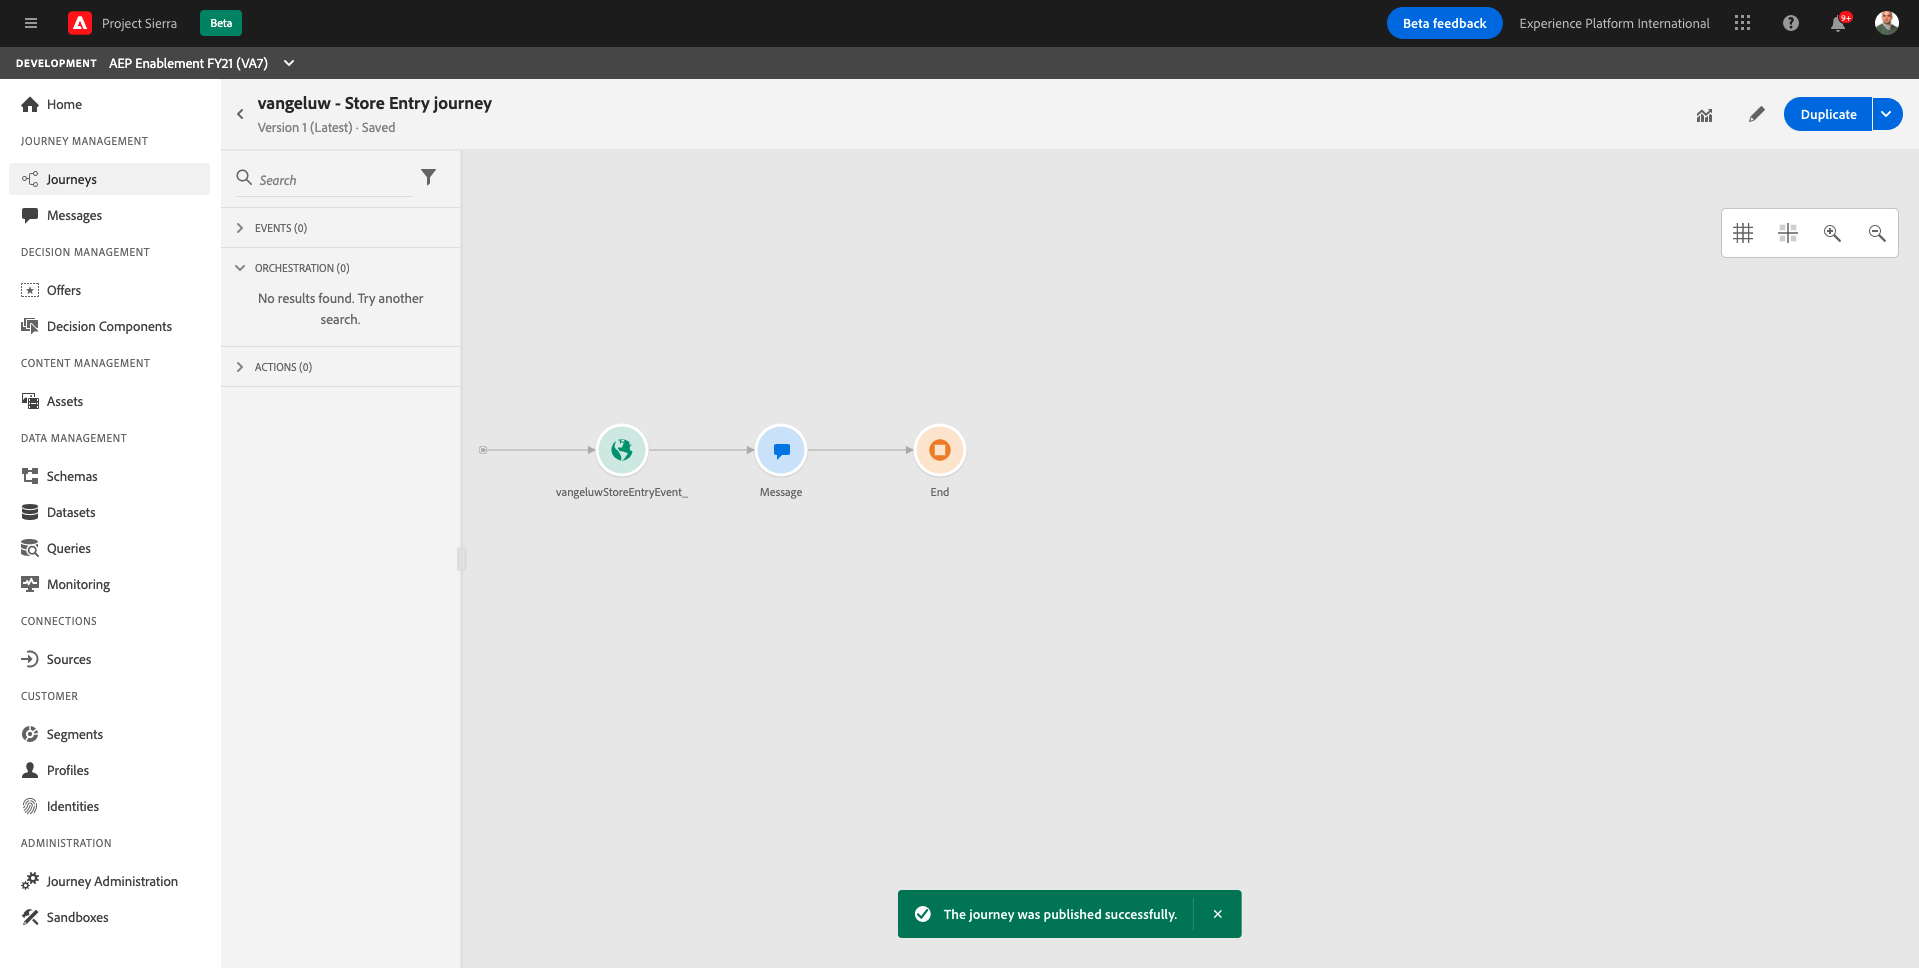 Project Sierra
Beta
Beta feedback
Experience Platform International
9+
DEVELOPMENT
AEP Enablement FY21 (VA7)
Home
JOURNEY MANAGEMENT
Journeys
Messages
DECISION MANAGEMENT
Offers
Decision Components
CONTENT MANAGEMENT
Assets
DATA MANAGEMENT
Schemas
Datasets
Queries
Monitoring
CONNECTIONS
Sources
CUSTOMER
Segments
Profiles
Identities
ADMINISTRATION
Journey Administration
Sandboxes
vangeluw - Store Entry journey
Version 1 (Latest) · Saved
Duplicate
Search
EVENTS (0)
ORCHESTRATION (0)
No results found. Try another
search.
ACTIONS (0)
vangeluwStoreEntryEvent_
Message
End
The journey was published successfully.